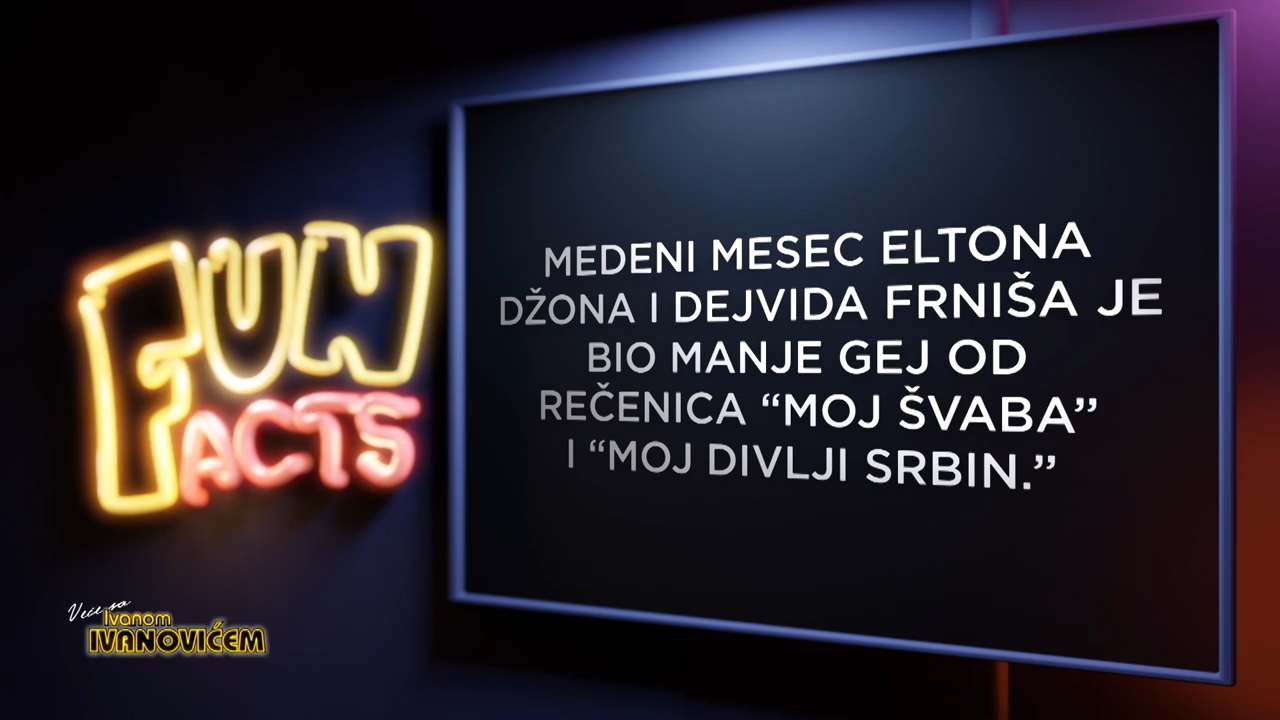 FUN
FACTS
MEDENI MESEC ELTONA
DŽONA I DEJVIDA FRNIŠA JE
BIO MANJE GEJ OD
REČENICA “MOJ ŠVABA”
I “MOJ DIVLJI SRBIN.”
Veče sa
Ivanom
IVANOVIĆEM